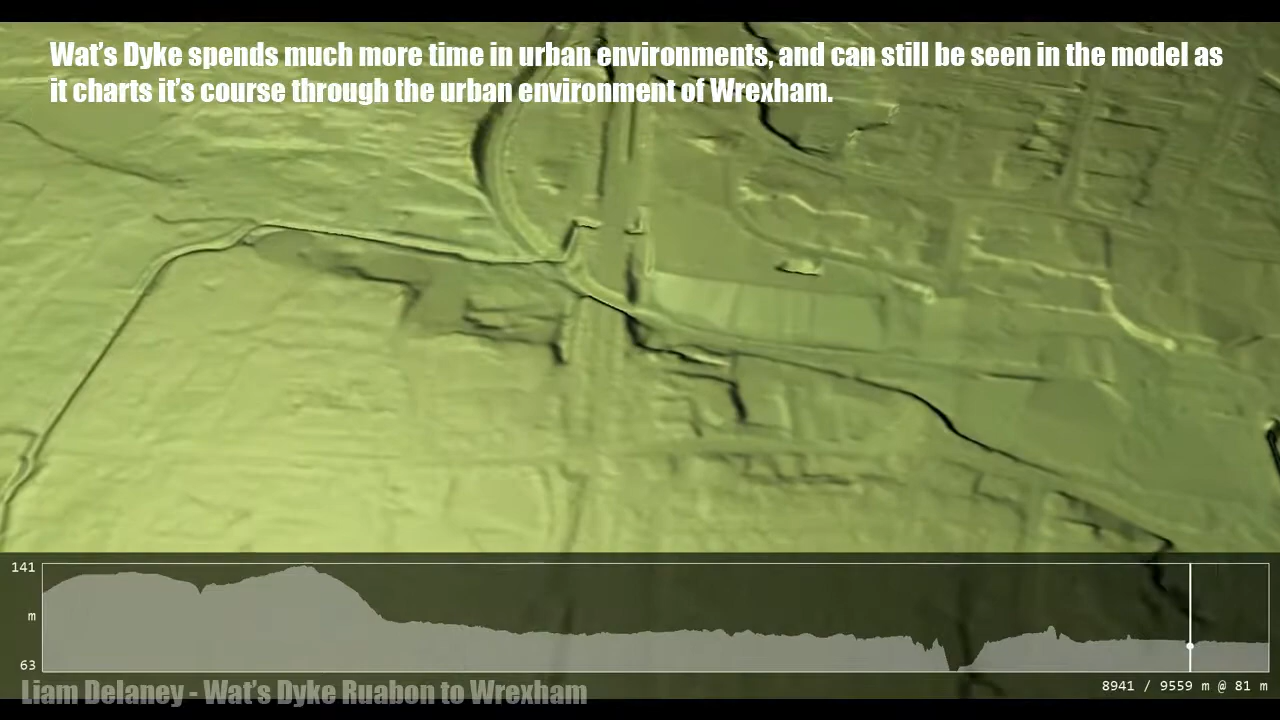 Wat's Dyke spends much more time in urban environments, and can still be seen in the model as
it charts it's course through the urban environment of Wrexham.
141
m
63
8941 / 9559 m @ 81 m
Liam Delaney - Wat's Dyke Ruabon to Wrexham